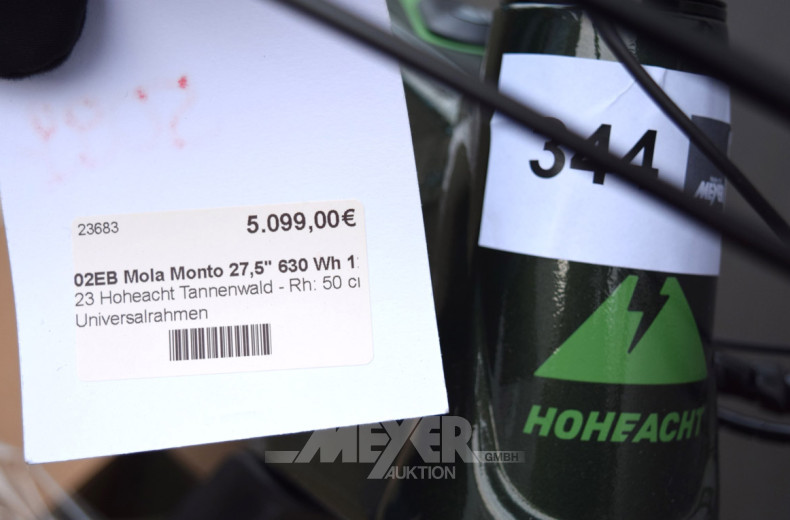 23683 5.099,00€
02EB Mola Monto 27,5" 630 Wh 1
23 Hoheacht Tannenwald - Rh: 50 c
Universalrahmen
344
MEYER
HOHEACHT
MEYER
GMBH
AUKTION